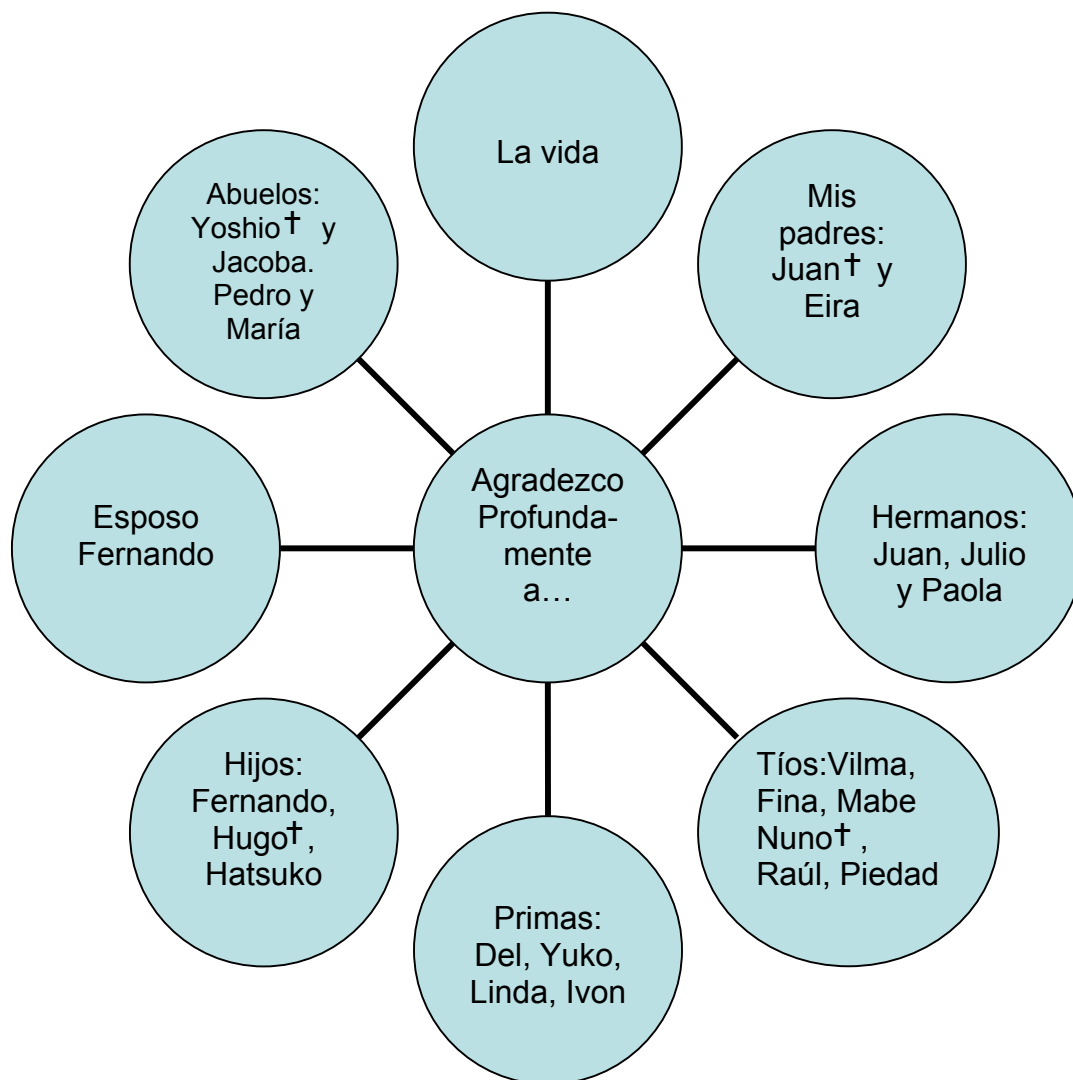 La vida
Abuelos:
Yoshio✝ y
Jacoba.
Pedro y
María
Mis
padres:
Juan✝ y
Eira
Esposo
Fernando
Agradezco
Profunda-
mente
a…
Hermanos:
Juan, Julio
y Paola
Hijos:
Fernando,
Hugo✝,
Hatsuko
Tíos:Vilma,
Fina, Mabe
Nuno✝ ,
Raúl, Piedad
Primas:
Del, Yuko,
Linda, Ivon